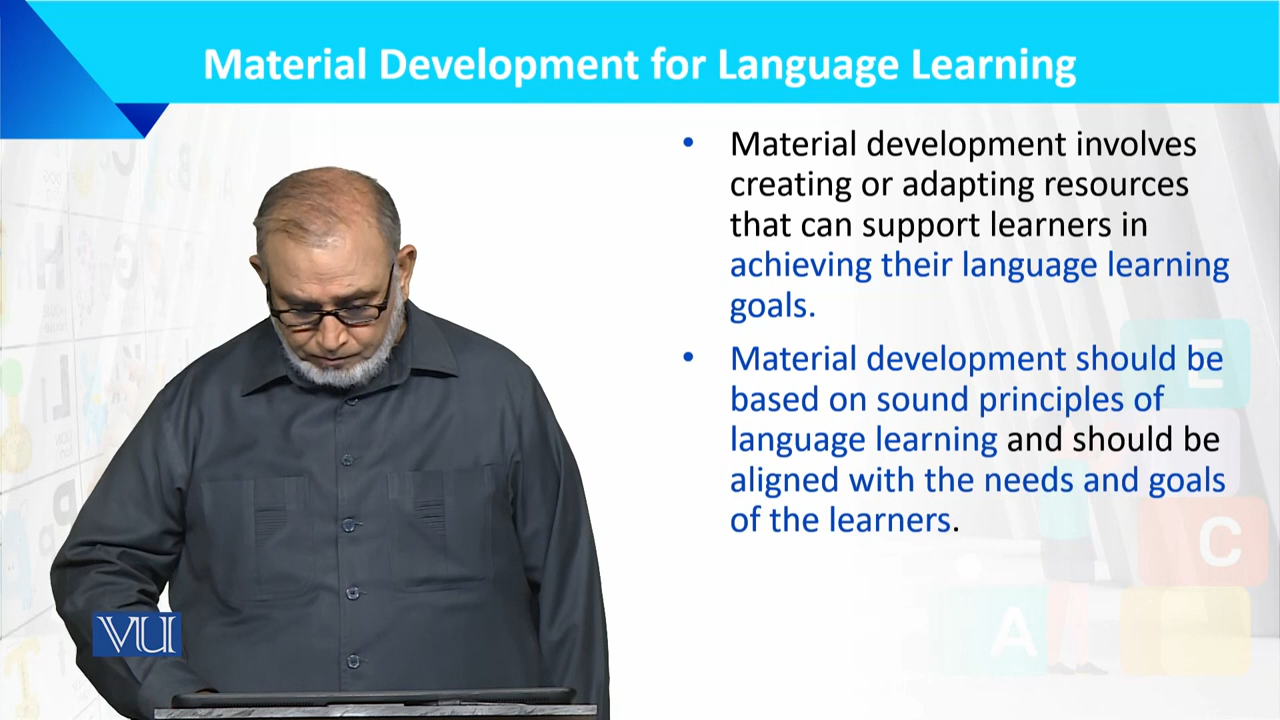 Material Development for Language Learning
• Material development involves
creating or adapting resources
that can support learners in
achieving their language learning
goals.
• Material development should be
based on sound principles of
language learning and should be
aligned with the needs and goals
of the learners.
VU
E
C
A